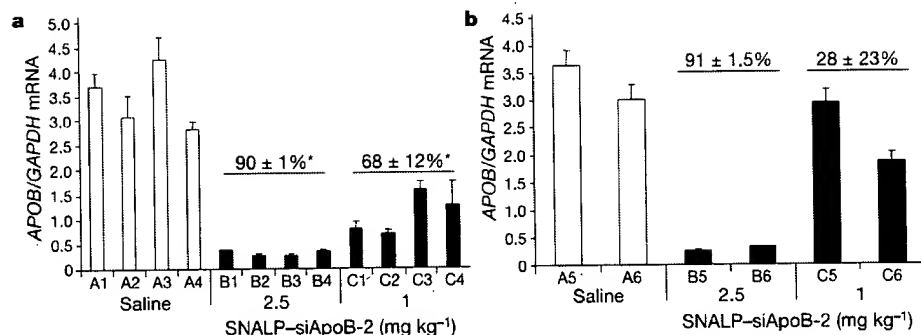 a
APOB/GAPDH mRNA
5.0
4.5
4.0
3.5
3.0
2.5
2.0
1.5
1.0
0.5
0
90 ± 1%*
68 ± 12%*
A1 A2 A3 A4 B1 B2 B3 B4 C1 C2 C3 C4
Saline 2.5 1
SNALP–siApoB-2 (mg kg⁻¹)
b
APOB/GAPDH mRNA
4.5
4.0
3.5
3.0
2.5
2.0
1.5
1.0
0.5
0
91 ± 1.5%
28 ± 23%
A5 A6 B5 B6 C5 C6
Saline 2.5 1
SNALP–siApoB-2 (mg kg⁻¹)